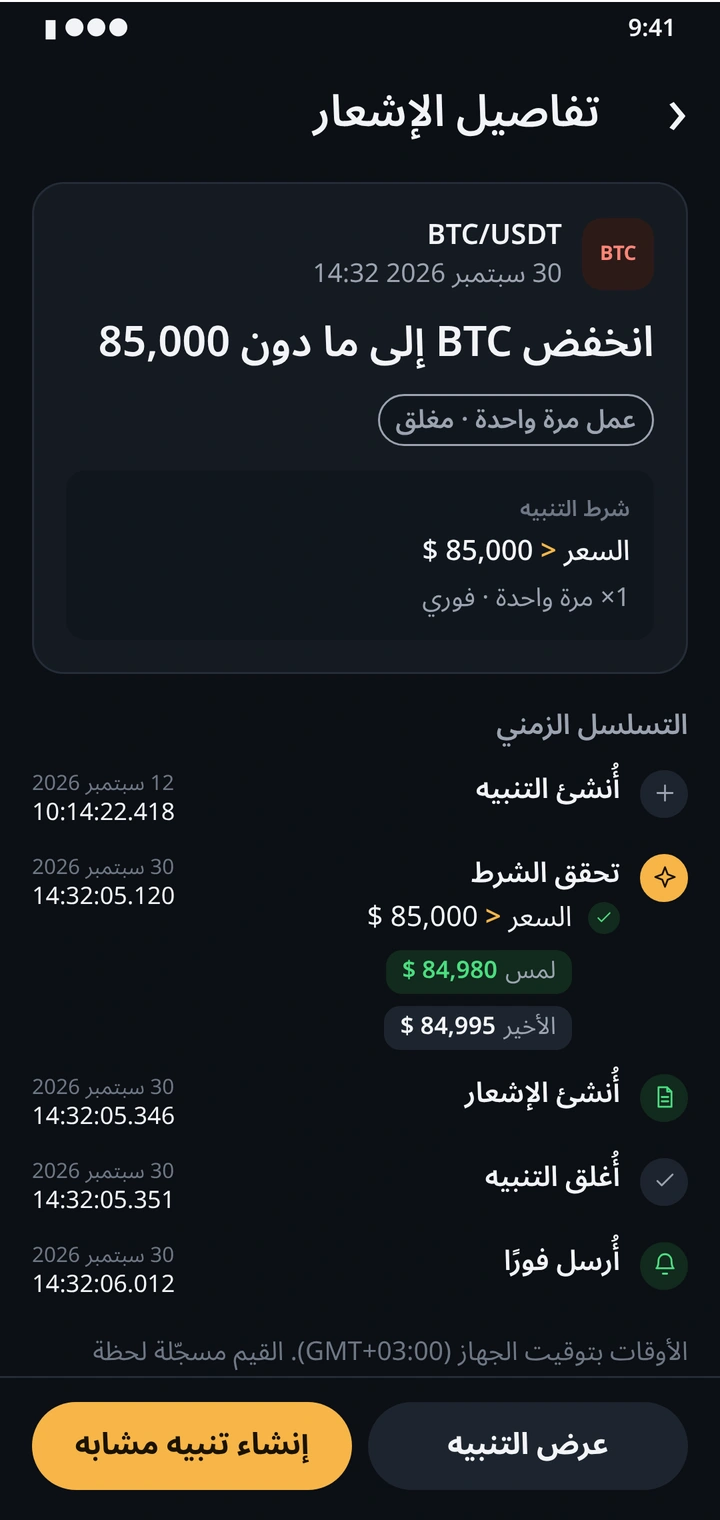 9:41
تفاصيل الإشعار
BTC
BTC/USDT
30 سبتمبر 2026 14:32
انخفض BTC إلى ما دون 85,000
عمل مرة واحدة · مغلق
شرط التنبيه
السعر < 85,000 $
1× مرة واحدة · فوري
التسلسل الزمني
أُنشئ التنبيه
12 سبتمبر 2026
10:14:22.418
تحقق الشرط
30 سبتمبر 2026
14:32:05.120
السعر < 85,000 $
لمس 84,980 $
الأخير 84,995 $
أُنشئ الإشعار
30 سبتمبر 2026
14:32:05.346
أُغلق التنبيه
30 سبتمبر 2026
14:32:05.351
أُرسل فورًا
30 سبتمبر 2026
14:32:06.012
الأوقات بتوقيت الجهاز (GMT+03:00). القيم مسجّلة لحظة
عرض التنبيه
إنشاء تنبيه مشابه